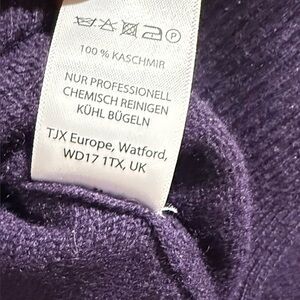 P
100% KASCHMIR
NUR PROFESSIONELL
CHEMISCH REINIGEN
KÜHL BÜGELN
TJX Europe, Watford,
WD17 1TX, UK